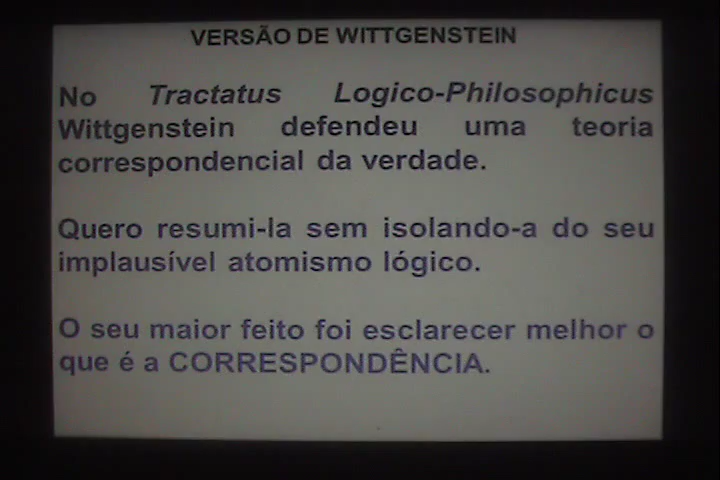 VERSÃO DE WITTGENSTEIN
No Tractatus Logico-Philosophicus
Wittgenstein defendeu uma teoria
correspondencial da verdade.
Quero resumi-la sem isolando-a do seu
implausível atomismo lógico.
O seu maior feito foi esclarecer melhor o
que é a CORRESPONDÊNCIA.